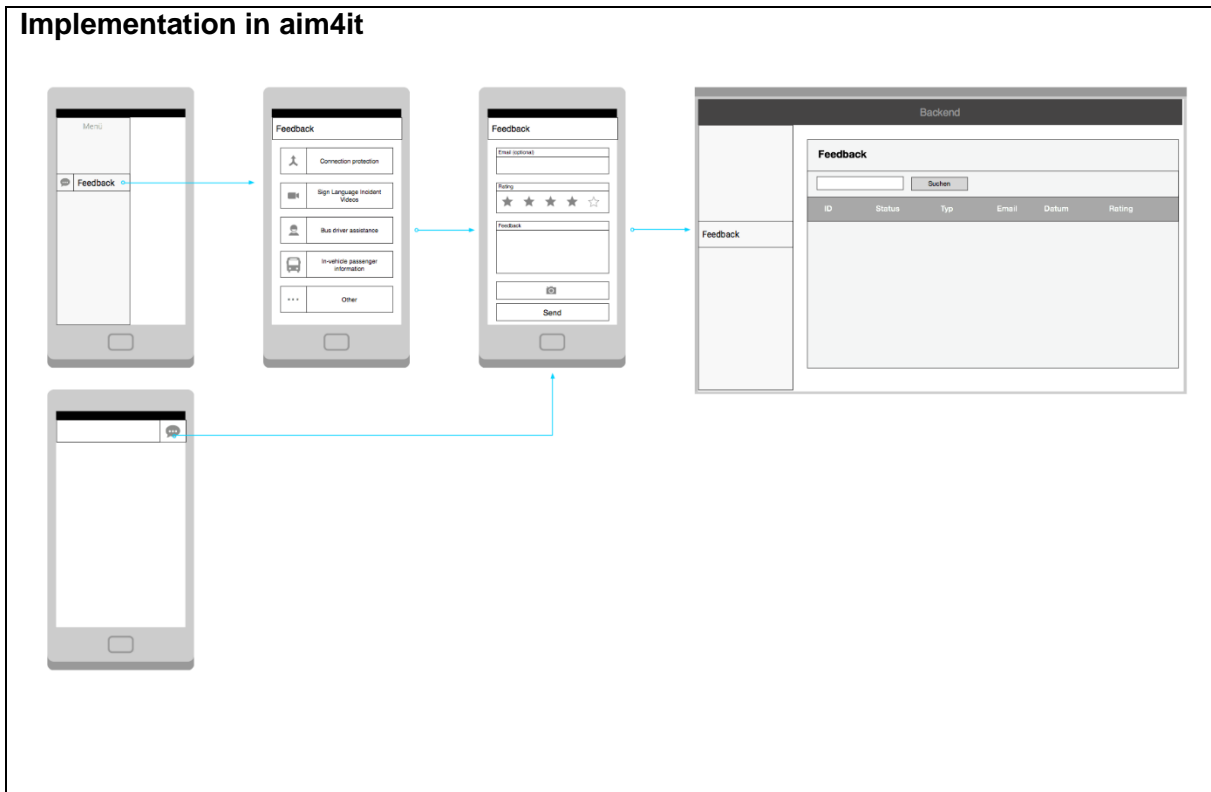 Implementation in aim4it
Menü
Feedback
Feedback
Connection protection
Sign Language Incident
Videos
Bus driver assistance
In-vehicle passenger
information
Other
Feedback
Email (optional)
Rating
Feedback
Send
Backend
Feedback
Suchen
ID Status Typ Email Datum Rating
Feedback